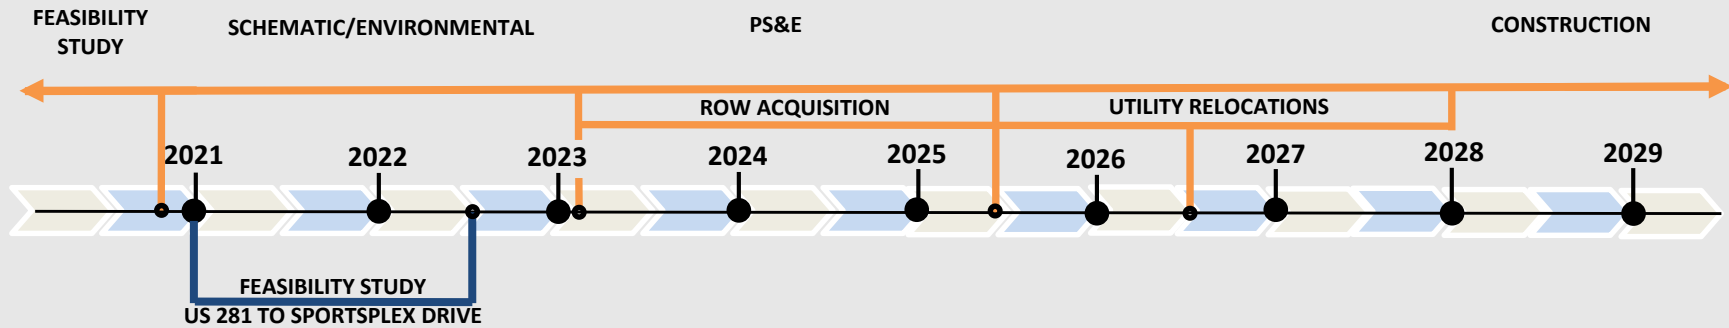 FEASIBILITY
STUDY
SCHEMATIC/ENVIRONMENTAL
PS&E
CONSTRUCTION
ROW ACQUISITION
UTILITY RELOCATIONS
2021
2022
2023
2024
2025
2026
2027
2028
2029
FEASIBILITY STUDY
US 281 TO SPORTSPLEX DRIVE